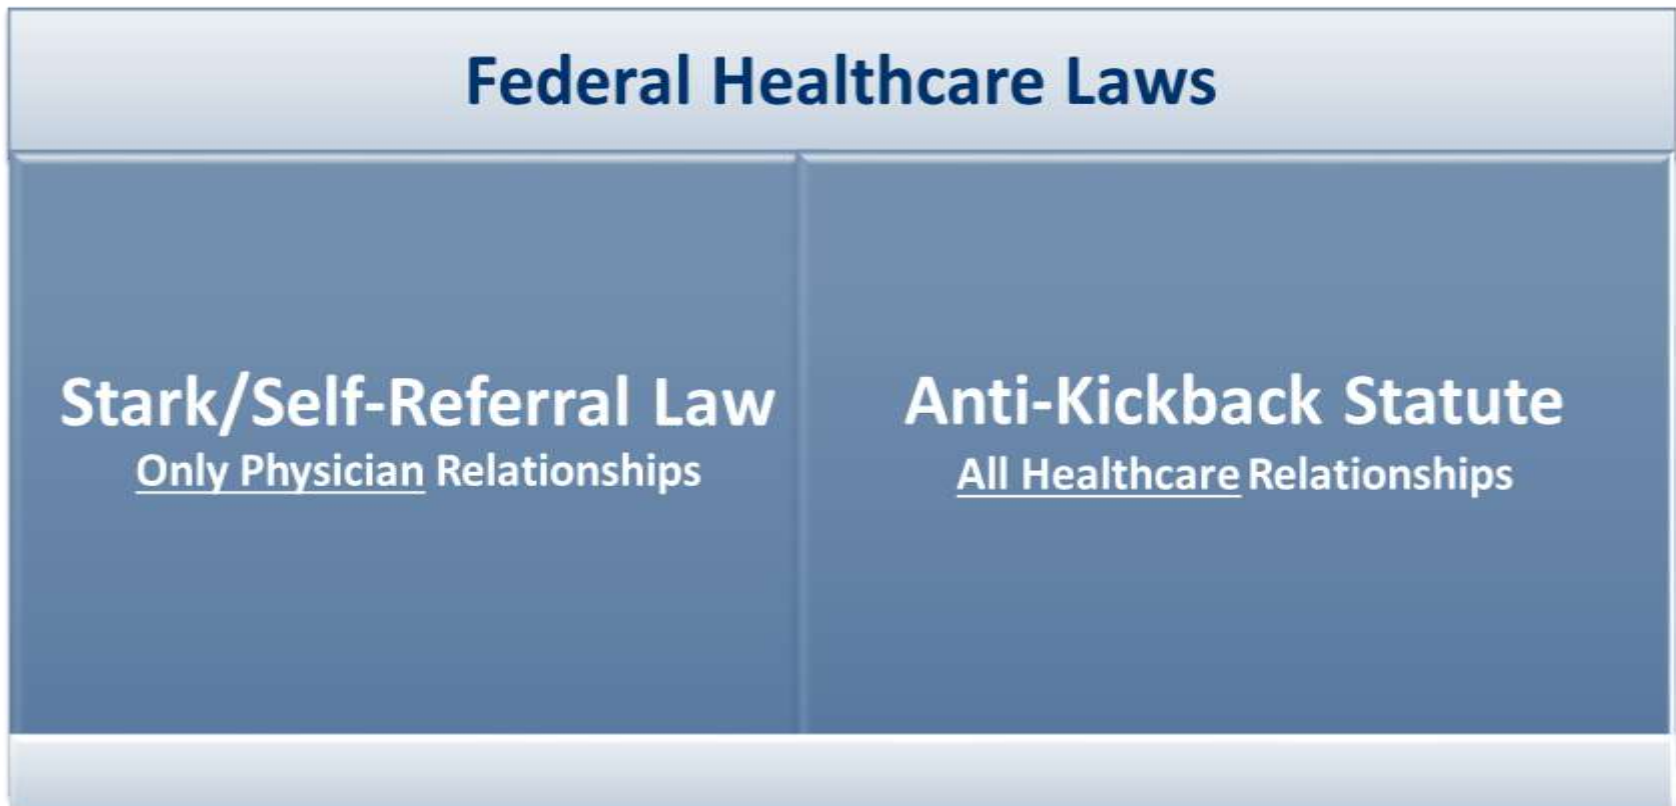 Federal Healthcare Laws
Stark/Self-Referral Law
Only Physician Relationships
Anti-Kickback Statute
All Healthcare Relationships